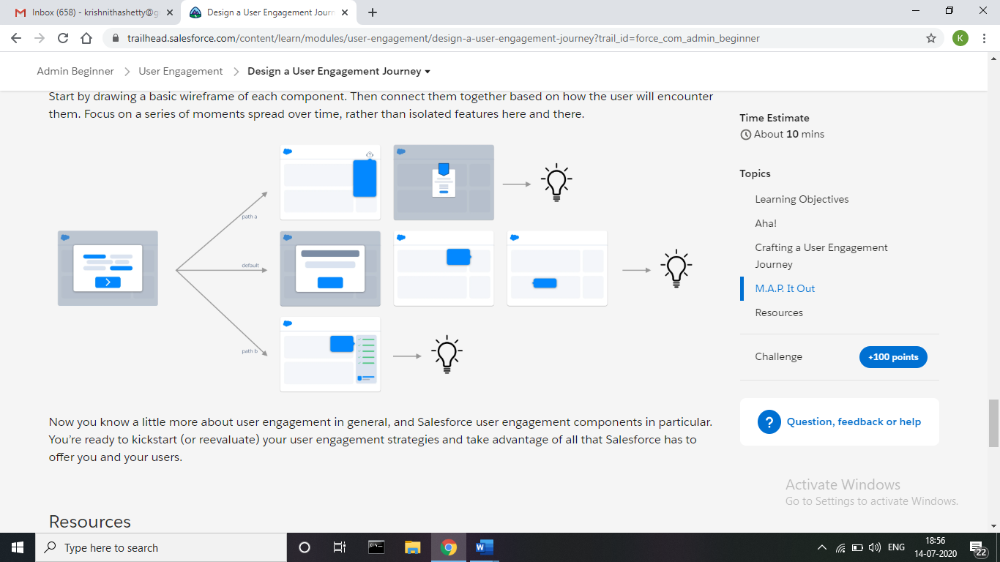 Inbox (658) - krishnithashetty@g
Design a User Engagement Journ
trailhead.salesforce.com/content/learn/modules/user-engagement/design-a-user-engagement-journey?trail_id=force_com_admin_beginner
K
Admin Beginner > User Engagement > Design a User Engagement Journey
Start by drawing a basic wireframe of each component. Then connect them together based on how the user will encounter
them. Focus on a series of moments spread over time, rather than isolated features here and there.
path a
default
path b
Now you know a little more about user engagement in general, and Salesforce user engagement components in particular.
You're ready to kickstart (or reevaluate) your user engagement strategies and take advantage of all that Salesforce has to
offer you and your users.
Resources
Time Estimate
About 10 mins
Topics
Learning Objectives
Aha!
Crafting a User Engagement
Journey
M.A.P. It Out
Resources
Challenge
+100 points
? Question, feedback or help
Activate Windows
Go to Settings to activate Windows.
Type here to search
ENG
18:56
14-07-2020
22